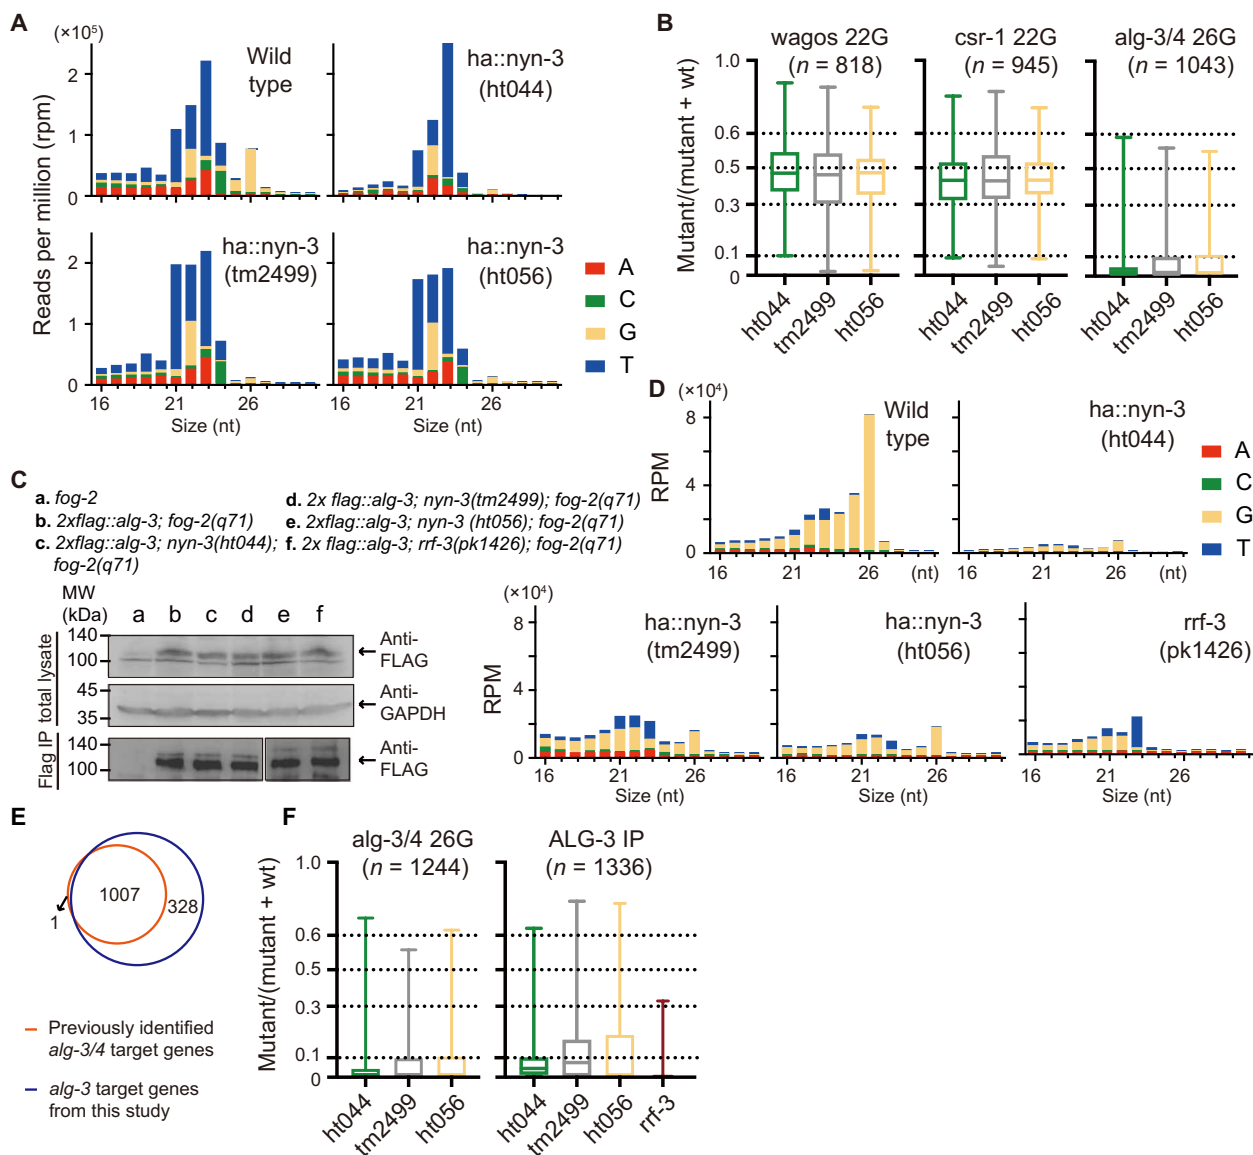 A
(×10⁵)
Wild
type
ha::nyn-3
(ht044)
2
1
0
ha::nyn-3
(tm2499)
ha::nyn-3
(ht056)
2
1
0
Reads per million (rpm)
16
21
26
16
21
26
Size (nt)
Size (nt)
A
C
G
T
B
wagos 22G
(n = 818)
csr-1 22G
(n = 945)
alg-3/4 26G
(n = 1043)
Mutant/(mutant + wt)
1.0
0.6
0.5
0.3
0.1
0
ht044
tm2499
ht056
ht044
tm2499
ht056
ht044
tm2499
ht056
C
a. fog-2
b. 2xflag::alg-3; fog-2(q71)
c. 2xflag::alg-3; nyn-3(ht044);
fog-2(q71)
d. 2x flag::alg-3; nyn-3(tm2499); fog-2(q71)
e. 2xflag::alg-3; nyn-3 (ht056); fog-2(q71)
f. 2x flag::alg-3; rrf-3(pk1426); fog-2(q71)
MW
(kDa)
a b c d e f
140
100
Anti-
FLAG
45
35
Anti-
GAPDH
140
100
Anti-
FLAG
total lysate
Flag IP
D
(×10⁴)
Wild
type
ha::nyn-3
(ht044)
8
4
0
RPM
16
21
26
(nt)
16
21
26
(nt)
A
C
G
T
(×10⁴)
ha::nyn-3
(tm2499)
ha::nyn-3
(ht056)
rrf-3
(pk1426)
8
4
0
RPM
16
21
26
16
21
26
16
21
26
Size (nt)
Size (nt)
Size (nt)
E
1007
328
1
Previously identified
alg-3/4 target genes
alg-3 target genes
from this study
F
alg-3/4 26G
(n = 1244)
ALG-3 IP
(n = 1336)
Mutant/(mutant + wt)
1.0
0.6
0.5
0.3
0.1
0
ht044
tm2499
ht056
ht044
tm2499
ht056
rrf-3